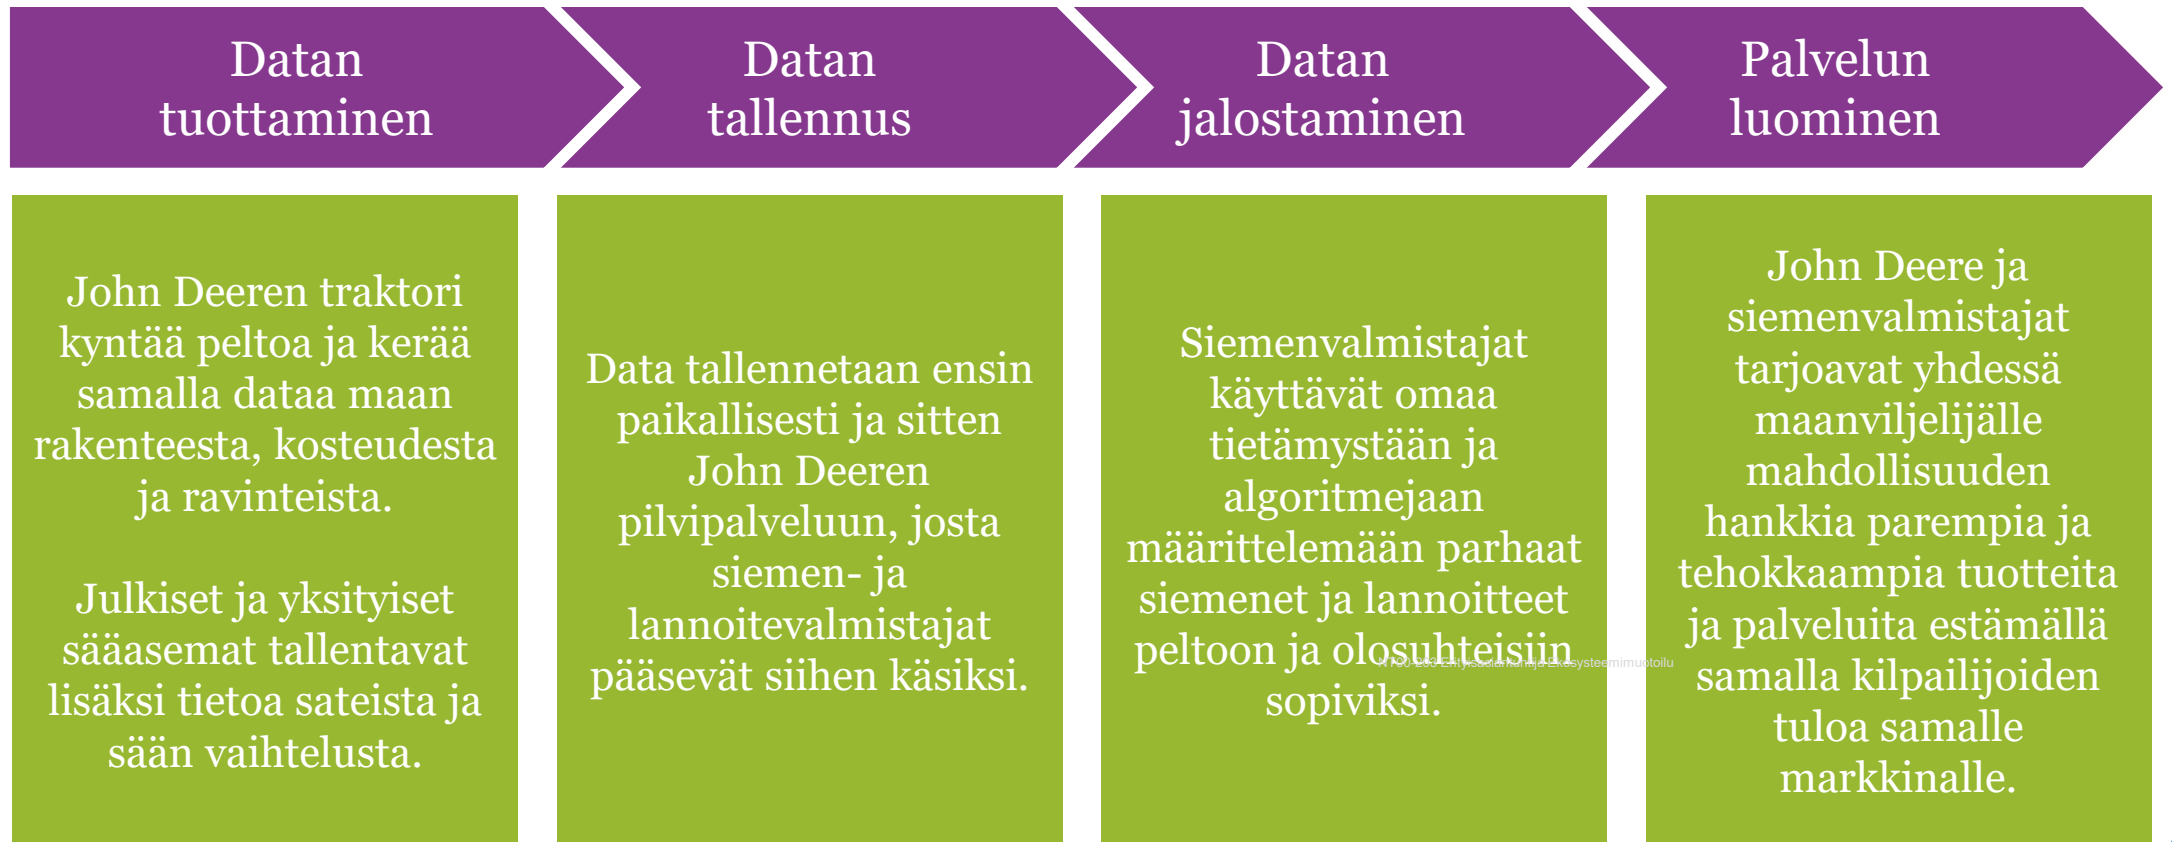 Datan
tuottaminen
Datan
tallennus
Datan
jalostaminen
Palvelun
luominen
John Deeren traktori
kyntää peltoa ja kerää
samalla dataa maan
rakenteesta, kosteudesta
ja ravinteista.
Julkiset ja yksityiset
sääasemat tallentavat
lisäksi tietoa sateista ja
sään vaihtelusta.
Data tallennetaan ensin
paikallisesti ja sitten
John Deeren
pilvipalveluun, josta
siemen- ja
lannoitevalmistajat
pääsevät siihen käsiksi.
Siemenvalmistajat
käyttävät omaa
tietämystään ja
algoritmejaan
määrittelemään parhaat
siemenet ja lannoitteet
peltoon ja olosuhteisiin
sopiviksi.
John Deere ja
siemenvalmistajat
tarjoavat yhdessä
maanviljelijälle
mahdollisuuden
hankkia parempia ja
tehokkaampia tuotteita
ja palveluita estämällä
samalla kilpailijoiden
tuloa samalle
markkinalle.
Ekosysteemimuotoilu